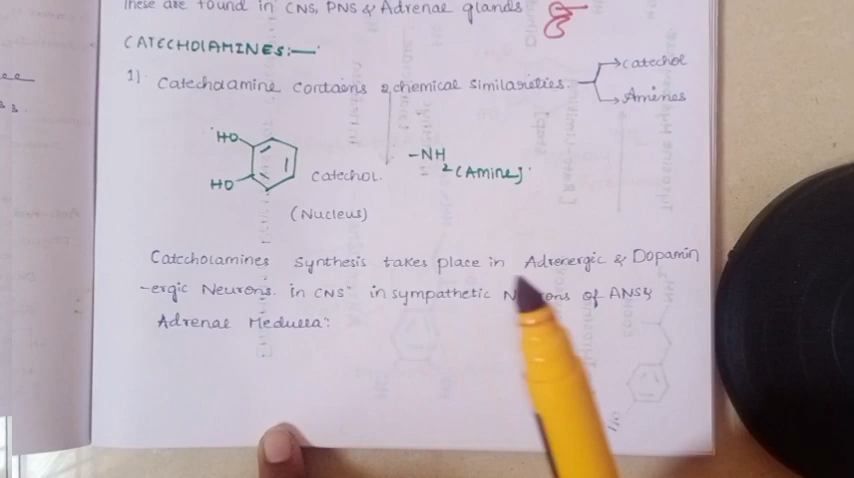 These are found in CNS, PNS & Adrenal glands
CATECHOLAMINES:—
1) Catecholamine contains 2 chemical similarities. → catechol
→ Amines
HO
HO
catechol.
-NH2 (Amine)
(Nucleus)
Catecholamines synthesis takes place in Adrenergic & Dopamin
-ergic Neurons. in CNS in sympathetic of ANS &
Adrenal Medulla: